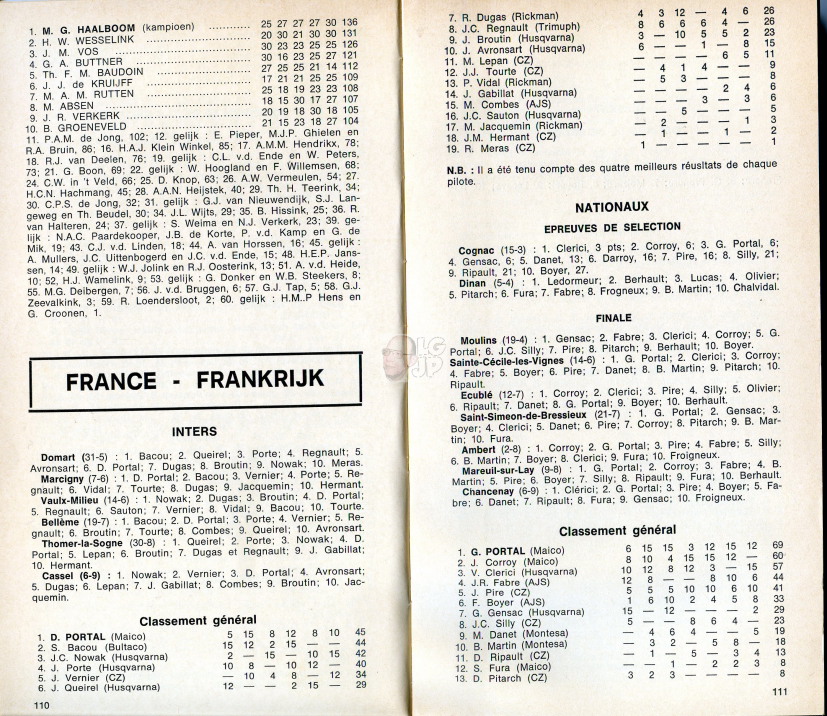 1. M. G. HAALBOOM (kampioen) .......... 25 27 27 27 30 136
2. H. W. WESSELINK .......... 20 30 21 30 30 131
3. J. M. VOS .......... 30 23 23 25 25 126
4. G. A. BUTTNER .......... 30 16 23 25 27 121
5. Th. F. M. BAUDOIN .......... 27 25 25 21 14 112
6. J. J. de KRUIJFF .......... 17 21 21 25 25 109
7. M. A. M. RUTTEN .......... 25 18 19 23 23 108
8. M. ABSEN .......... 18 15 30 17 27 107
9. J. R. VERKERK .......... 20 19 18 30 18 105
10. B. GROENEVELD .......... 21 15 23 18 27 104
11. P.A.M. de Jong, 102; 12. gelijk : E. Pieper, M.J.P. Ghielen en
R.A. Bruin, 86; 16. H.A.J. Klein Winkel, 85; 17. A.M.M. Hendrikx, 78;
18. R.J. van Deelen, 76; 19. gelijk : C.L. v.d. Ende en W. Peters,
73; 21. G. Boon, 69; 22. gelijk : W. Hoogland en F. Willemsen, 68;
24. C.W. in 't Veld, 66; 25. D. Knop, 63; 26. A.W. Vermeulen, 54; 27.
H.C.N. Hachmang, 45; 28. A.A.N. Heijstek, 40; 29. Th. H. Teerink, 34;
30. C.P.S. de Jong, 32; 31. gelijk : G.J. van Nieuwendijk, S.J. Lan-
geweg en Th. Beudel, 30; 34. J.L. Wijts, 29; 35. B. Hissink, 25; 36. R.
van Halteren, 24; 37. gelijk : S. Weima en N.J. Verkerk, 23; 39. ge-
lijk : N.A.C. Paardekooper, J.B. de Korte, P. v.d. Kamp en G. de
Mik, 19; 43. C.J. v.d. Linden, 18; 44. A. van Horssen, 16; 45. gelijk :
A. Mullers, J.C. Uittenbogerd en J.C. v.d. Ende, 15; 48. H.E.P. Jans-
sen, 14; 49. gelijk : W.J. Jolink en R.J. Oosterink, 13; 51. A. v.d. Heide,
10; 52, H.J. Wamelink, 9; 53. gelijk : G. Donker en W.B. Steekers, 8;
55. M.G. Deibergen, 7; 56. J. v.d. Bruggen, 6; 57. G.J. Tap, 5; 58. G.J.
Zeevalkink, 3; 59. R. Loendersloot, 2; 60. gelijk : H.M..P Hens en
G. Croonen, 1.
FRANCE - FRANKRIJK
INTERS
Domart (31-5) : 1. Bacou; 2. Queirel; 3. Porte; 4. Regnault; 5.
Avronsart; 6. D. Portal; 7. Dugas; 8. Broutin; 9. Nowak; 10. Meras.
Marcigny (7-6) : 1. D. Portal; 2. Bacou; 3. Vernier; 4. Porte; 5. Re-
gnault; 6. Vidal; 7. Tourte; 8. Dugas; 9. Jacquemin; 10. Hermant.
Vaulx-Milieu (14-6) : 1. Nowak; 2. Dugas; 3. Broutin; 4. D. Portal;
5. Regnault; 6. Sauton; 7. Vernier; 8. Vidal; 9. Bacou; 10. Tourte.
Bellême (19-7) : 1. Bacou; 2. D. Portal; 3. Porte; 4. Vernier; 5. Re-
gnault; 6. Broutin; 7. Tourte; 8. Combes; 9. Queirel; 10. Avronsart.
Thomer-la-Sogne (30-8) : 1. Queirel; 2. Porte; 3. Nowak; 4. D.
Portal; 5. Lepan; 6. Broutin; 7. Dugas et Regnault; 9. J. Gabillat;
10. Hermant.
Cassel (6-9) : 1. Nowak; 2. Vernier; 3. D. Portal; 4. Avronsart;
5. Dugas; 6. Lepan; 7. J. Gabillat; 8. Combes; 9. Broutin; 10. Jac-
quemin.
Classement général
1. D. PORTAL (Maico) 5 15 8 12 8 10 45
2. S. Bacou (Bultaco) 15 12 2 15 — — 44
3. J.C. Nowak (Husqvarna) 2 — 15 — 10 15 42
4. J. Porte (Husqvarna) 10 8 — 10 12 — 40
5. J. Vernier (CZ) — 10 4 8 — 12 34
6. J. Queirel (Husqvarna) 12 — — 2 15 — 29
110
7. R. Dugas (Rickman) 4 3 12 — 4 6 26
8. J.C. Regnault (Trimuph) 8 6 6 6 4 — 26
9. J. Broutin (Husqvarna) 3 — 10 5 5 2 23
10. J. Avronsart (Husqvarna) 6 — — 1 — 8 15
11. M. Lepan (CZ) — — — — 6 5 11
12. J.J. Tourte (CZ) — 4 1 4 — — 9
13. P. Vidal (Rickman) — 5 3 — — — 8
14. J. Gabillat (Husqvarna) — — — — 2 4 6
15. M. Combes (AJS) — — — 3 — 3 6
16. J.C. Sauton (Husqvarna) — — 5 — — — 5
17. M. Jacquemin (Rickman) — 2 — — — 1 3
18. J.M. Hermant (CZ) — 1 — — 1 — 2
19. R. Meras (CZ) 1 — — — — — 1
N.B. : Il a été tenu compte des quatre meilleurs réusltats de chaque
pilote.
NATIONAUX
EPREUVES DE SELECTION
Cognac (15-3) : 1. Clerici, 3 pts; 2. Corroy, 6; 3. G. Portal, 6;
4. Gensac, 6; 5. Danet, 13; 6. Darroy, 16; 7. Pire, 16; 8. Silly, 21;
9. Ripault, 21; 10. Boyer, 27.
Dinan (5-4) : 1. Ledormeur; 2. Berhault; 3. Lucas; 4. Olivier;
5. Pitarch; 6. Fura; 7. Fabre; 8. Frogneux; 9. B. Martin; 10. Chalvidal.
FINALE
Moulins (19-4) : 1. Gensac; 2. Fabre; 3. Clerici; 4. Corroy; 5. G.
Portal; 6. J.C. Silly; 7. Pire; 8. Pitarch; 9. Berhault; 10. Boyer.
Sainte-Cécile-les-Vignes (14-6) : 1. G. Portal; 2. Clerici; 3. Corroy;
4. Fabre; 5. Boyer; 6. Pire; 7. Danet; 8. B. Martin; 9. Pitarch; 10.
Ripault.
Ecublé (12-7) : 1. Corroy; 2. Clerici; 3. Pire; 4. Silly; 5. Olivier;
6. Ripault; 7. Danet; 8. G. Portal; 9. Boyer; 10. Berhault.
Saint-Simeon-de-Bressieux (21-7) : 1. G. Portal; 2. Gensac; 3.
Boyer; 4. Clerici; 5. Danet; 6. Pire; 7. Corroy; 8. Pitarch; 9. B. Mar-
tin; 10. Fura.
Ambert (2-8) : 1. Corroy; 2. G. Portal; 3. Pire; 4. Fabre; 5. Silly;
6. B. Martin; 7. Boyer; 8. Clerici; 9. Fura; 10. Froigneux.
Mareuil-sur-Lay (9-8) : 1. G. Portal; 2. Corroy; 3. Fabre; 4. B.
Martin; 5. Pire; 6. Boyer; 7. Silly; 8. Ripault; 9. Fura; 10. Berhault.
Chancenay (6-9) : 1. Clérici; 2. G. Portal; 3. Pire; 4. Boyer; 5. Fa-
bre; 6. Danet; 7. Ripault; 8. Fura; 9. Gensac; 10. Froigneux.
Classement général
1. G. PORTAL (Maico) 6 15 15 3 12 15 12 69
2. J. Corroy (Maico) 8 10 4 15 15 12 — 60
3. V. Clerici (Husqvarna) 10 12 8 12 3 — 15 57
4. J.R. Fabre (AJS) 12 8 — — 8 10 6 44
5. J. Pire (CZ) 5 5 5 10 10 6 10 41
6. F. Boyer (AJS) 1 6 10 2 4 5 8 33
7. G. Gensac (Husqvarna) 15 — 12 — — — 2 29
8. J.C. Silly (CZ) 5 — — 8 6 4 — 23
9. M. Danet (Montesa) — 4 6 4 — — 5 19
10. B. Martin (Montesa) — 3 2 — 5 8 — 18
11. D. Ripault (CZ) — 1 — 5 — 3 4 13
12. S. Fura (Maico) — — 1 — 2 2 3 8
13. D. Pitarch (CZ) 3 2 3 — — — — 8
111
LG
JP